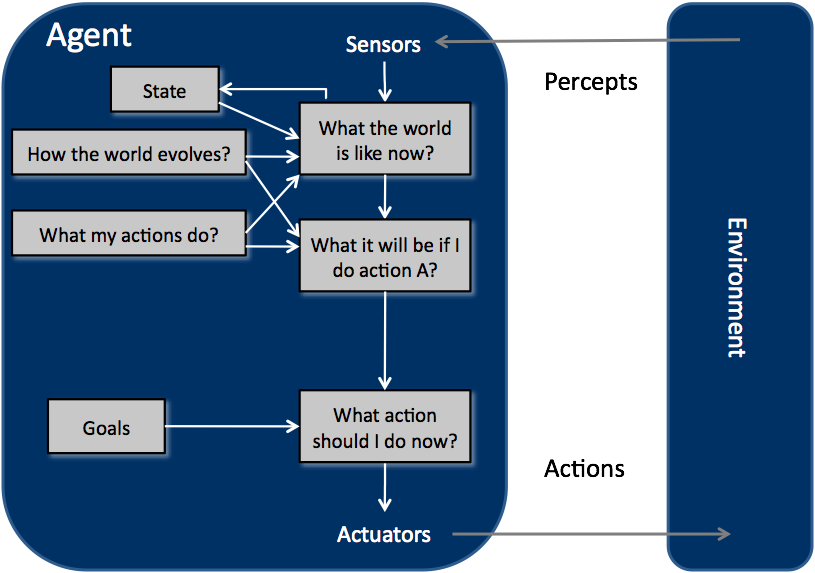 Agent
Sensors
Percepts
State
What the world
is like now?
How the world evolves?
What my actions do?
What it will be if I
do action A?
Environment
Goals
What action
should I do now?
Actions
Actuators